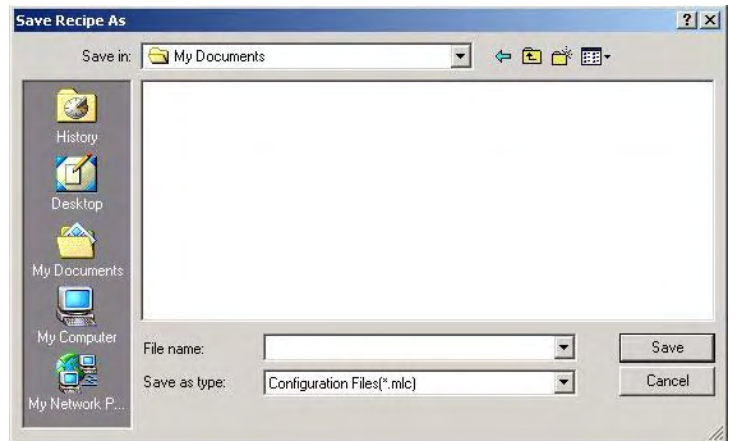 Save Recipe As
Save in: My Documents
History
Desktop
My Documents
My Computer
My Network P...
File name:
Save
Save as type: Configuration Files(*.mlc)
Cancel